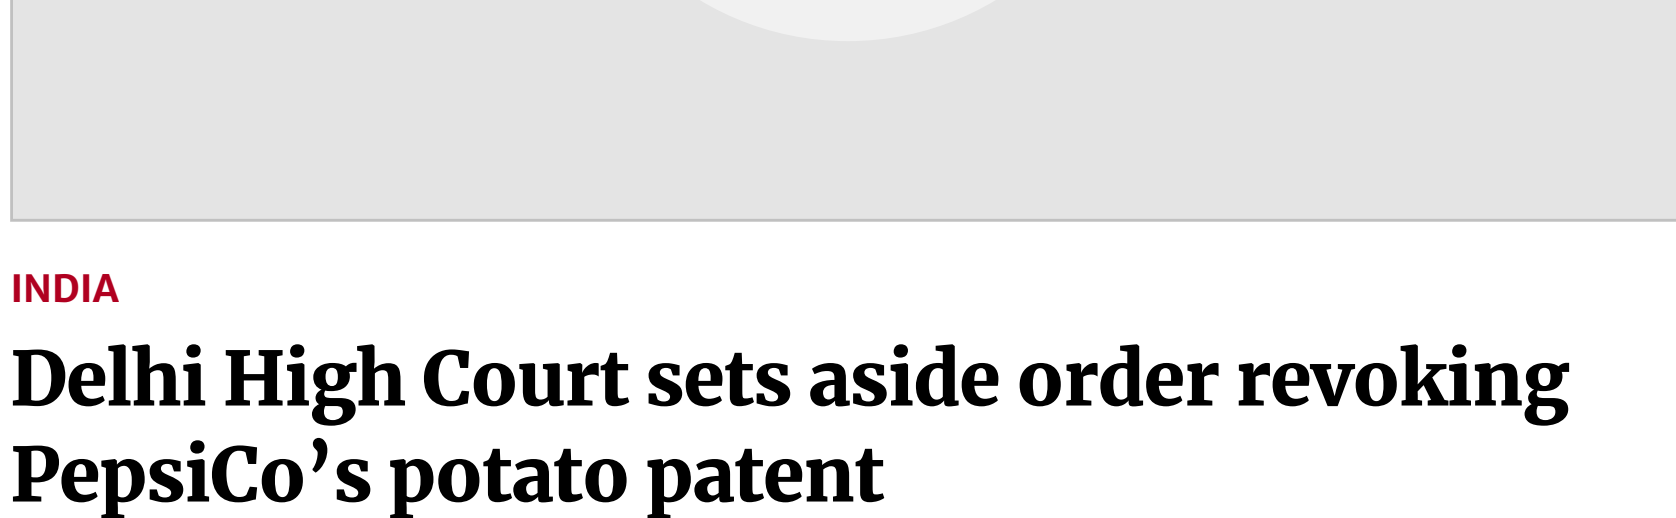 INDIA
Delhi High Court sets aside order revoking
PepsiCo’s potato patent